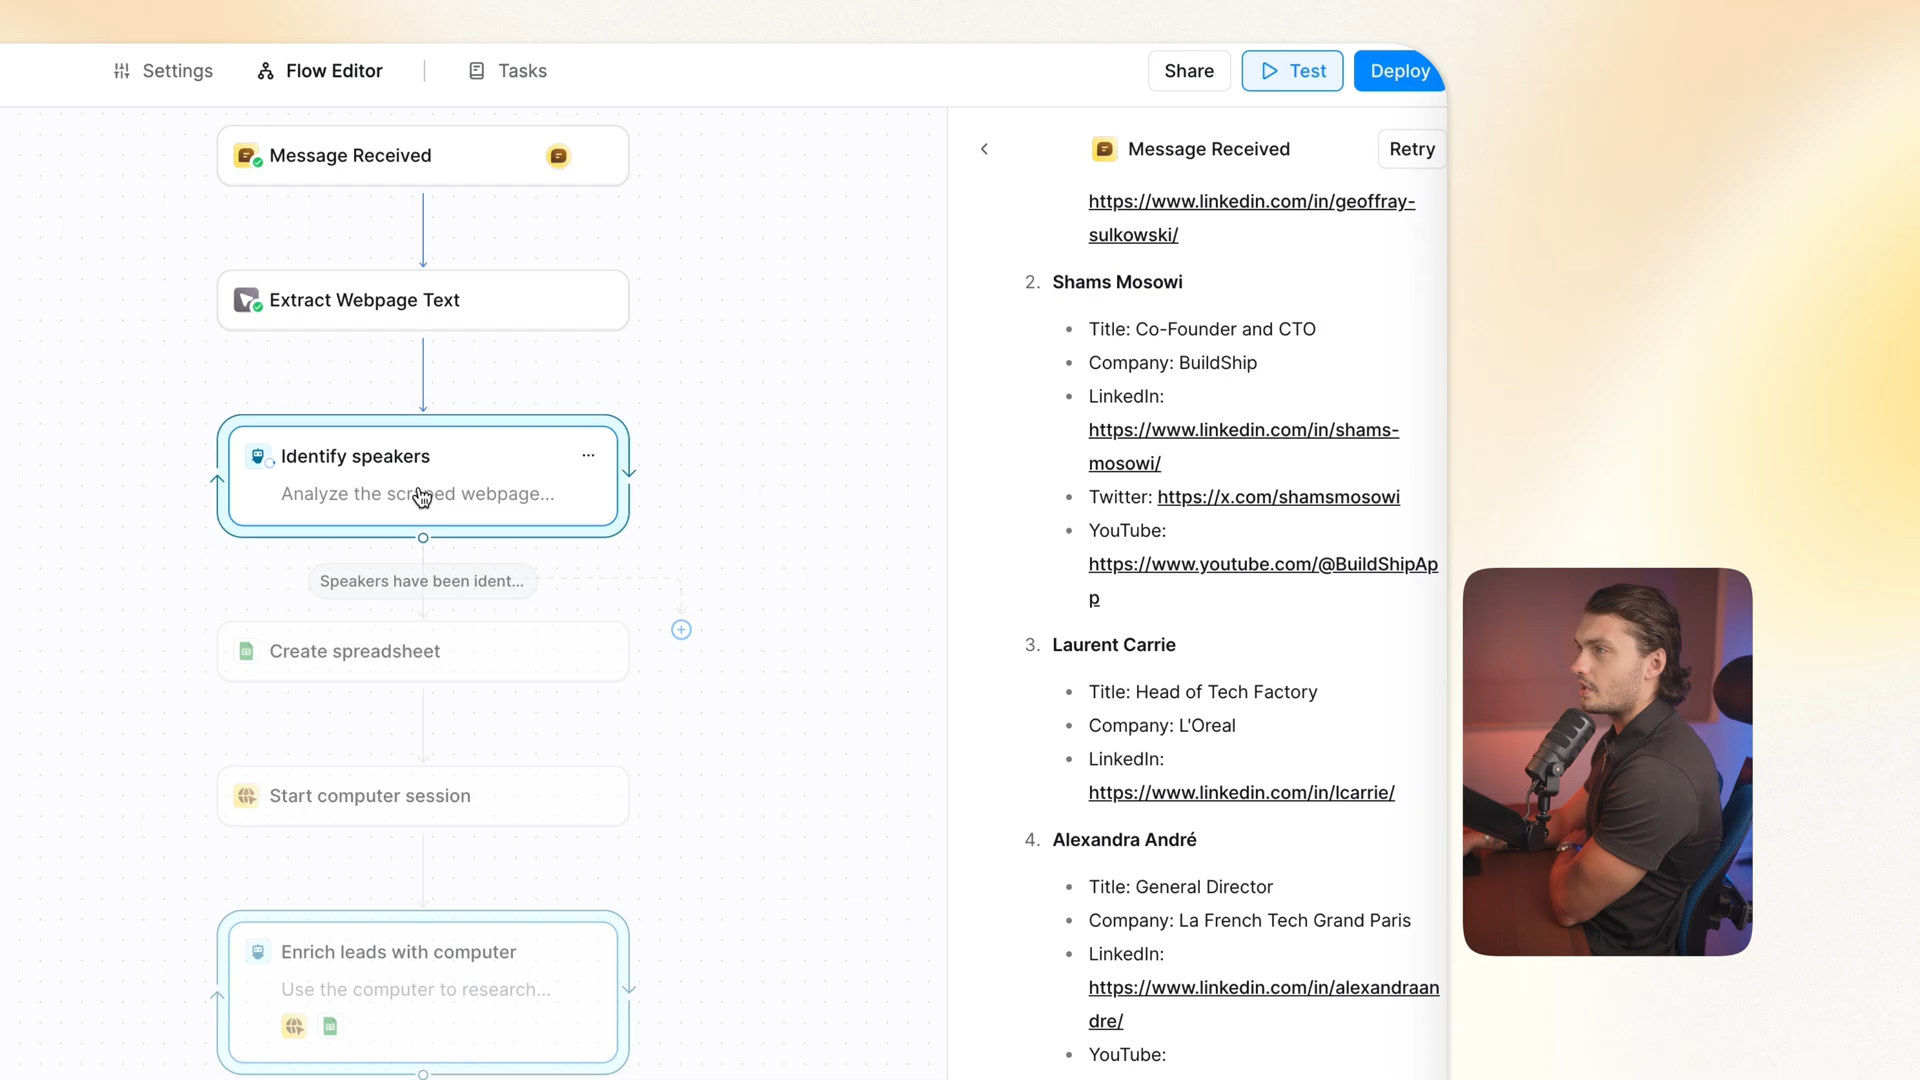 Settings
Flow Editor
Tasks
Share
Test
Deploy
Message Received
Extract Webpage Text
Identify speakers
Analyze the scraped webpage...
Speakers have been ident...
Create spreadsheet
Start computer session
Enrich leads with computer
Use the computer to research...
Message Received
Retry
https://www.linkedin.com/in/geoffray-
sulkowski/
2. Shams Mosowi
• Title: Co-Founder and CTO
• Company: BuildShip
• LinkedIn:
https://www.linkedin.com/in/shams-
mosowi/
• Twitter: https://x.com/shamsmosowi
• YouTube:
https://www.youtube.com/@BuildShipAp
p
3. Laurent Carrie
• Title: Head of Tech Factory
• Company: L'Oreal
• LinkedIn:
https://www.linkedin.com/in/lcarrie/
4. Alexandra André
• Title: General Director
• Company: La French Tech Grand Paris
• LinkedIn:
https://www.linkedin.com/in/alexandraan
dre/
• YouTube: